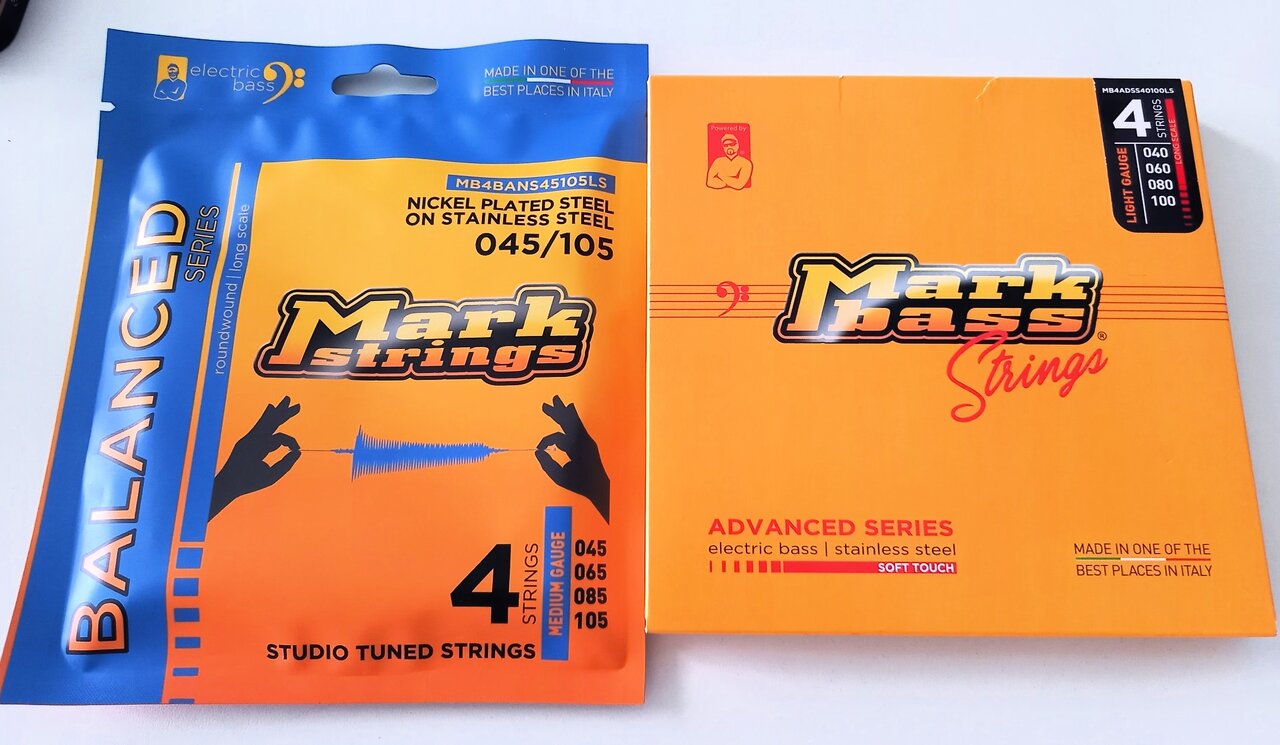 electric
bass
MADE IN ONE OF THE
BEST PLACES IN ITALY
BALANCED
SERIES
roundwound | long scale
MB4BANS45105LS
NICKEL PLATED STEEL
ON STAINLESS STEEL
045/105
Mark
strings
4
STRINGS
MEDIUM GAUGE
045
065
085
105
STUDIO TUNED STRINGS
Powered by
MB4ADSS40100LS
4
STRINGS
LONG SCALE
LIGHT GAUGE
040
060
080
100
Mark
bass
®
Strings
ADVANCED SERIES
electric bass | stainless steel
SOFT TOUCH
MADE IN ONE OF THE
BEST PLACES IN ITALY